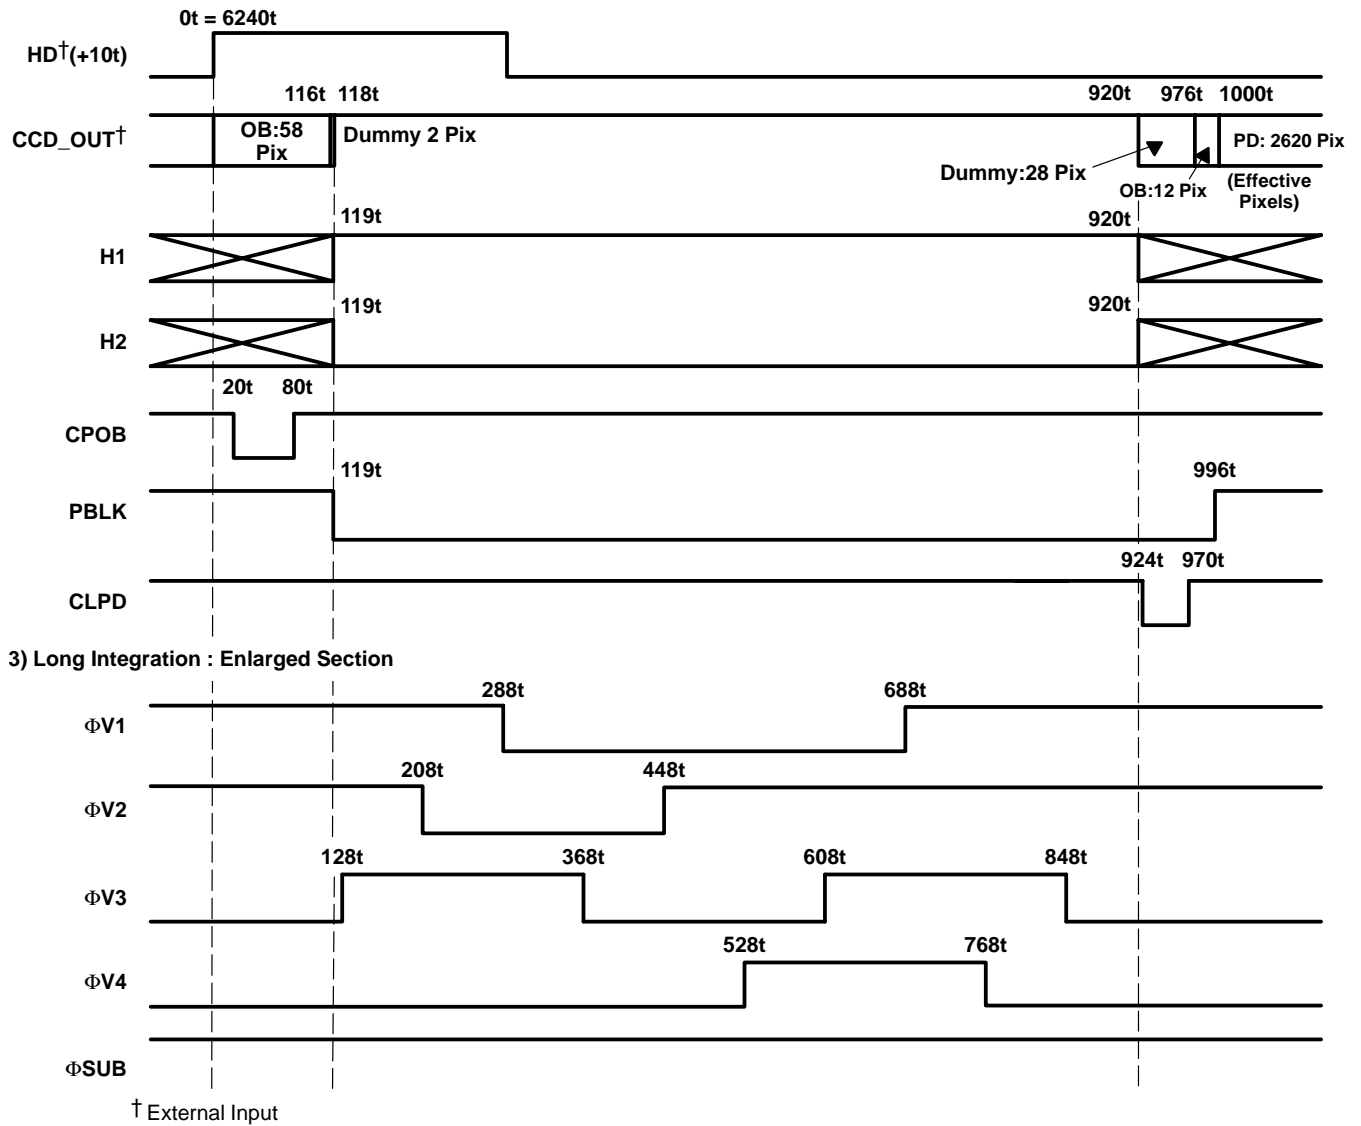 0t = 6240t
HD†(+10t)
116t 118t 920t 976t 1000t
CCD_OUT†
OB:58
Pix
Dummy 2 Pix
PD: 2620 Pix
Dummy:28 Pix
OB:12 Pix
(Effective
Pixels)
119t 920t
H1
119t 920t
H2
20t 80t
CPOB
119t 996t
PBLK
924t 970t
CLPD
3) Long Integration : Enlarged Section
288t 688t
ΦV1
208t 448t
ΦV2
128t 368t 608t 848t
ΦV3
528t 768t
ΦV4
ΦSUB
† External Input